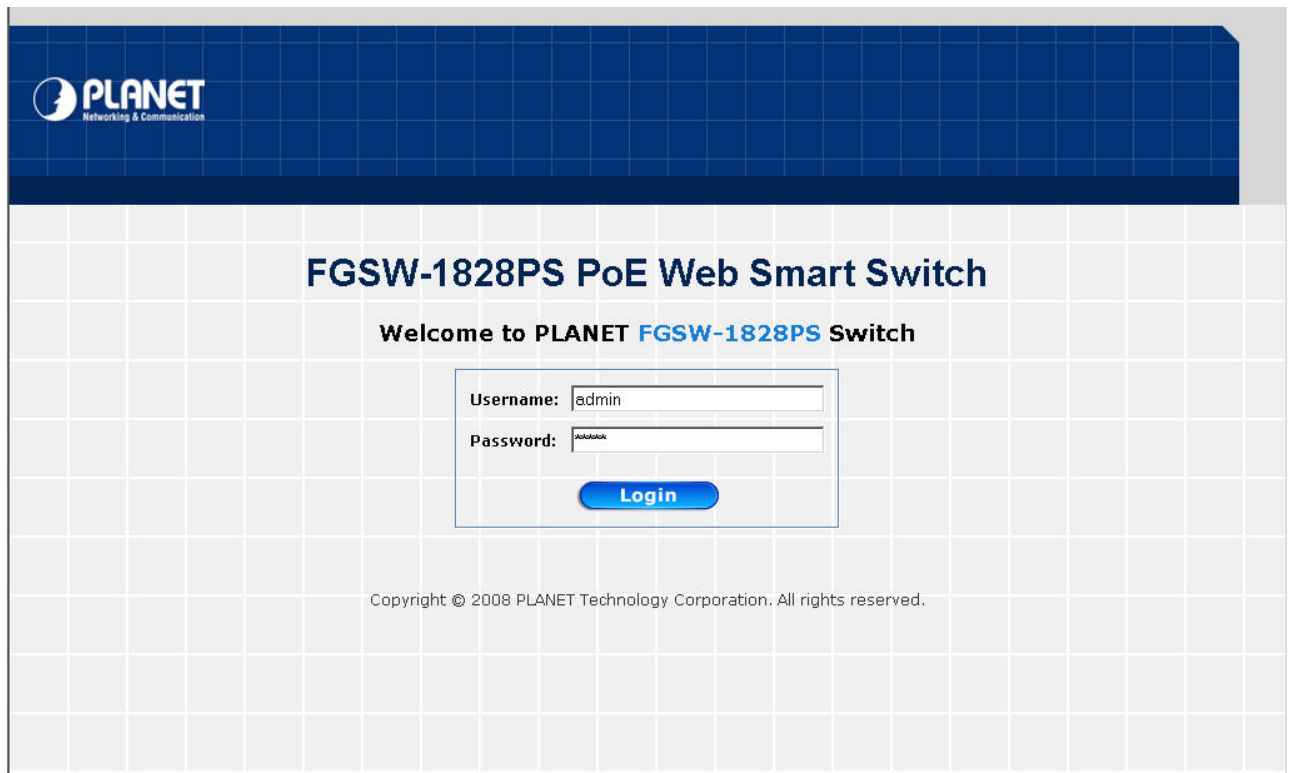 PLANET
Networking & Communication
FGSW-1828PS PoE Web Smart Switch
Welcome to PLANET FGSW-1828PS Switch
Username: admin
Password: *****
Login
Copyright © 2008 PLANET Technology Corporation. All rights reserved.